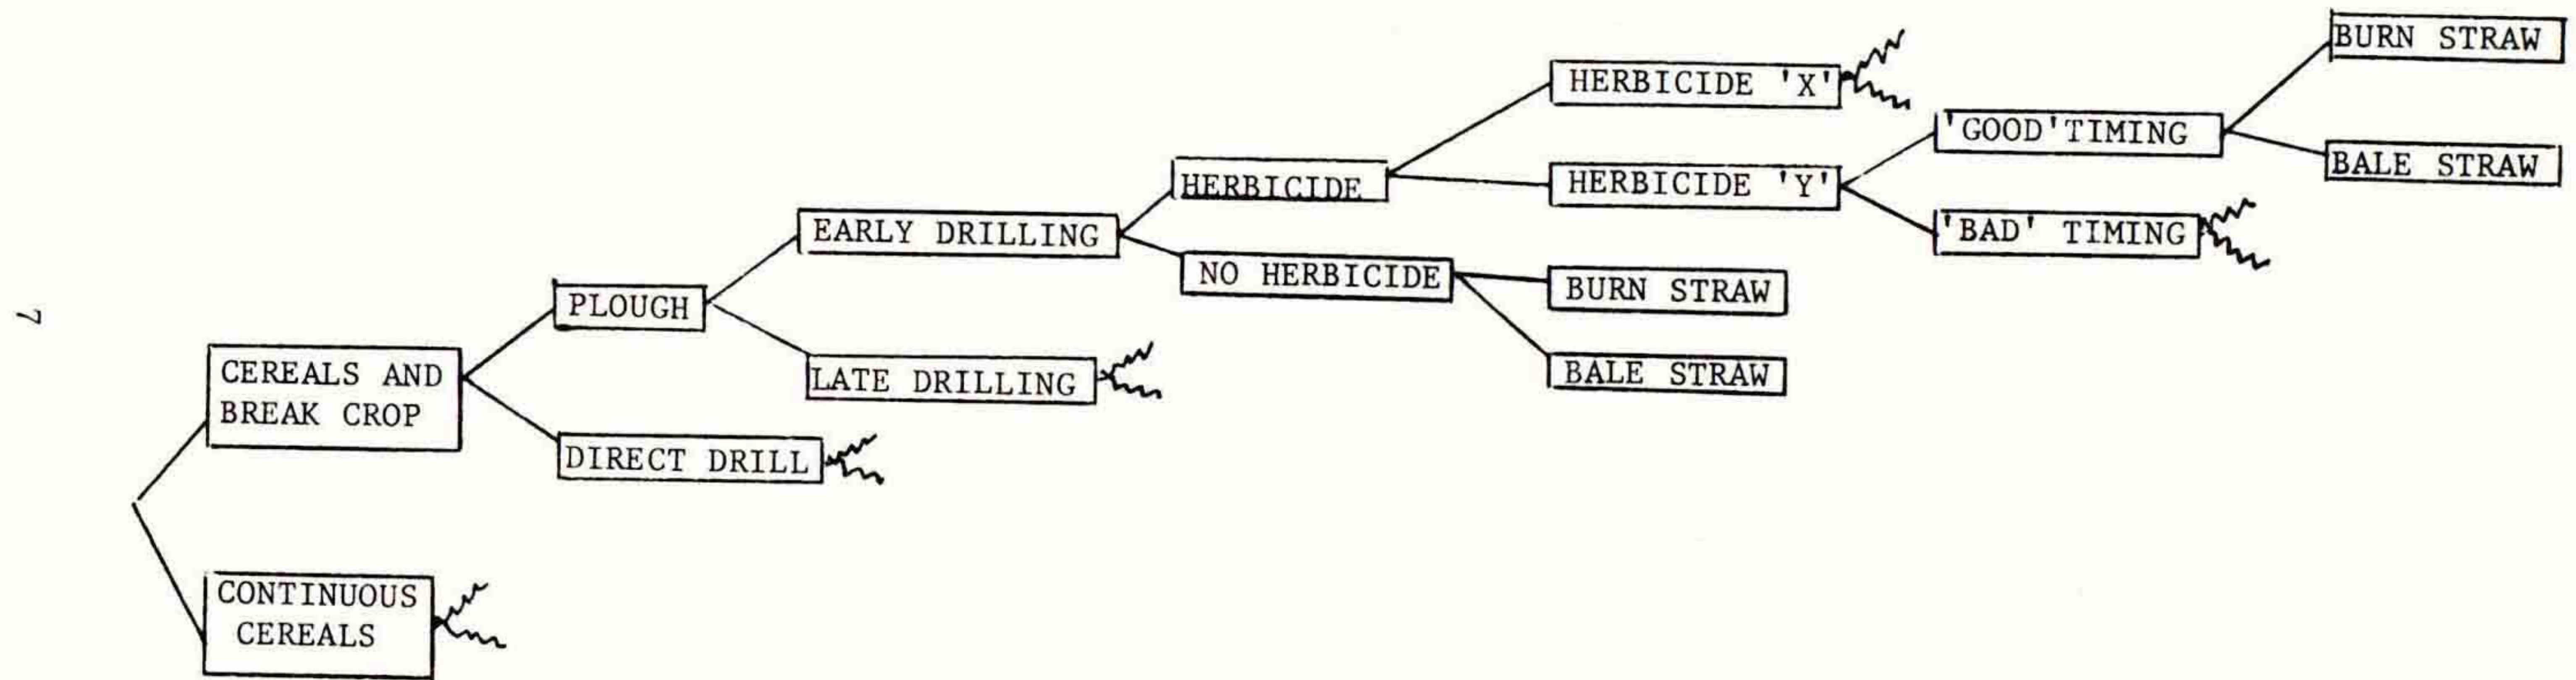 BURN STRAW
HERBICIDE 'X'
'GOOD' TIMING
BALE STRAW
HERBICIDE
HERBICIDE 'Y'
EARLY DRILLING
'BAD' TIMING
NO HERBICIDE
BURN STRAW
PLOUGH
7
CEREALS AND
BREAK CROP
LATE DRILLING
BALE STRAW
DIRECT DRILL
CONTINUOUS
CEREALS